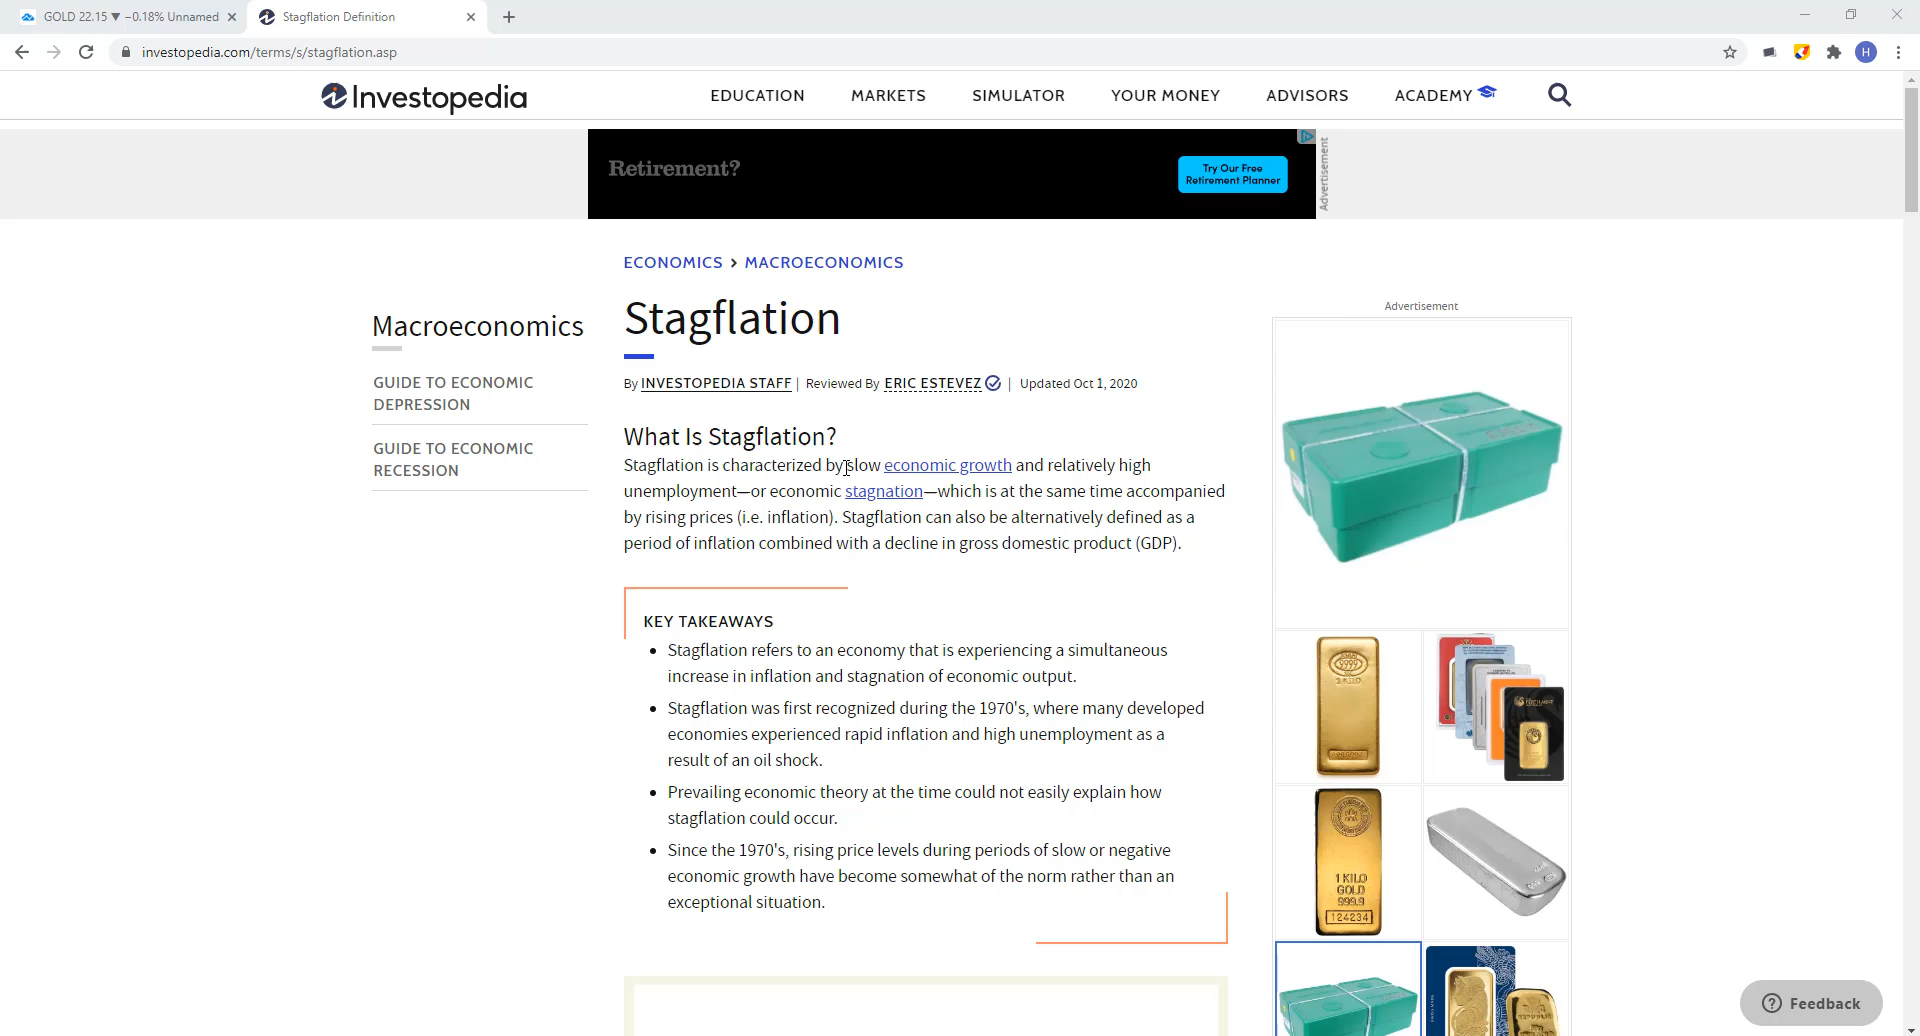 GOLD 22.15 ▼ −0.18% Unnamed
Stagflation Definition
investopedia.com/terms/s/stagflation.asp
H
Investopedia
EDUCATION
MARKETS
SIMULATOR
YOUR MONEY
ADVISORS
ACADEMY
Retirement?
Try Our Free
Retirement Planner
Advertisement
ECONOMICS > MACROECONOMICS
Macroeconomics
GUIDE TO ECONOMIC
DEPRESSION
GUIDE TO ECONOMIC
RECESSION
Stagflation
By INVESTOPEDIA STAFF | Reviewed By ERIC ESTEVEZ | Updated Oct 1, 2020
What Is Stagflation?
Stagflation is characterized by slow economic growth and relatively high
unemployment—or economic stagnation—which is at the same time accompanied
by rising prices (i.e. inflation). Stagflation can also be alternatively defined as a
period of inflation combined with a decline in gross domestic product (GDP).
KEY TAKEAWAYS
• Stagflation refers to an economy that is experiencing a simultaneous
increase in inflation and stagnation of economic output.
• Stagflation was first recognized during the 1970's, where many developed
economies experienced rapid inflation and high unemployment as a
result of an oil shock.
• Prevailing economic theory at the time could not easily explain how
stagflation could occur.
• Since the 1970's, rising price levels during periods of slow or negative
economic growth have become somewhat of the norm rather than an
exceptional situation.
Advertisement
9999
1 KILO
1 KILO
GOLD
999.9
124234
Feedback